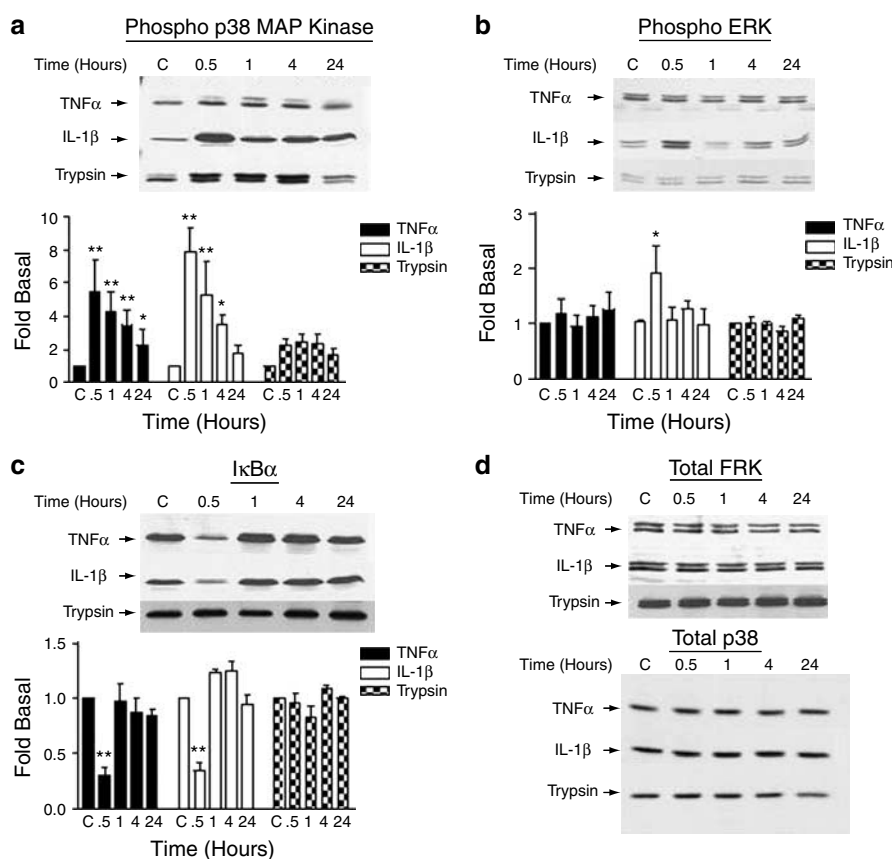 a
Phospho p38 MAP Kinase
Time (Hours) C 0.5 1 4 24
TNFα
IL-1β
Trypsin
10
8
6
4
2
0
Fold Basal
** ** ** * ** ** *
TNFα
IL-1β
Trypsin
C .5 1 4 24 C .5 1 4 24 C .5 1 4 24
Time (Hours)
b
Phospho ERK
Time (Hours) C 0.5 1 4 24
TNFα
IL-1β
Trypsin
3
2
1
0
Fold Basal
*
TNFα
IL-1β
Trypsin
C .5 1 4 24 C .5 1 4 24 C .5 1 4 24
Time (Hours)
c
IκBα
Time (Hours) C 0.5 1 4 24
TNFα
IL-1β
Trypsin
1.5
1.0
0.5
0.0
Fold Basal
** **
TNFα
IL-1β
Trypsin
C .5 1 4 24 C .5 1 4 24 C .5 1 4 24
Time (Hours)
d
Total FRK
Time (Hours) C 0.5 1 4 24
TNFα
IL-1β
Trypsin
Total p38
Time (Hours) C 0.5 1 4 24
TNFα
IL-1β
Trypsin